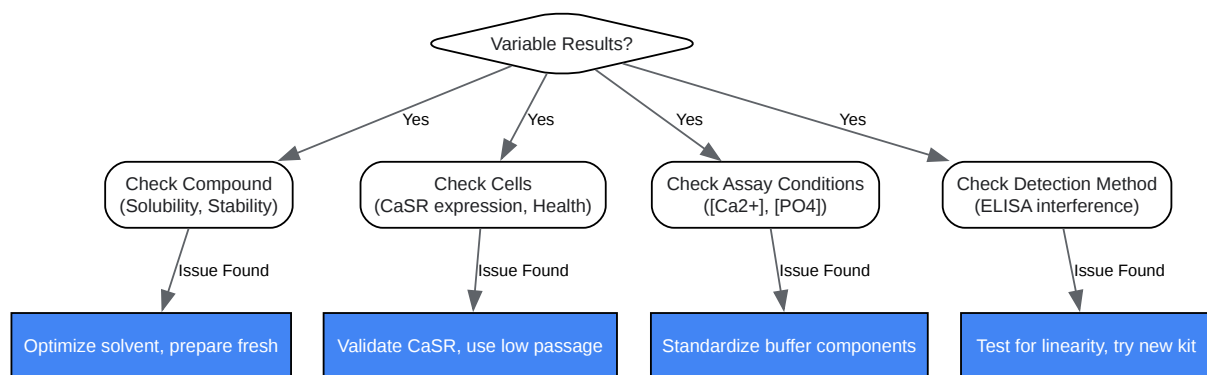 Variable Results?
Yes
Yes
Yes
Yes
Check Compound
(Solubility, Stability)
Check Cells
(CaSR expression, Health)
Check Assay Conditions
([Ca2+], [PO4])
Check Detection Method
(ELISA interference)
Issue Found
Issue Found
Issue Found
Issue Found
Optimize solvent, prepare fresh
Validate CaSR, use low passage
Standardize buffer components
Test for linearity, try new kit